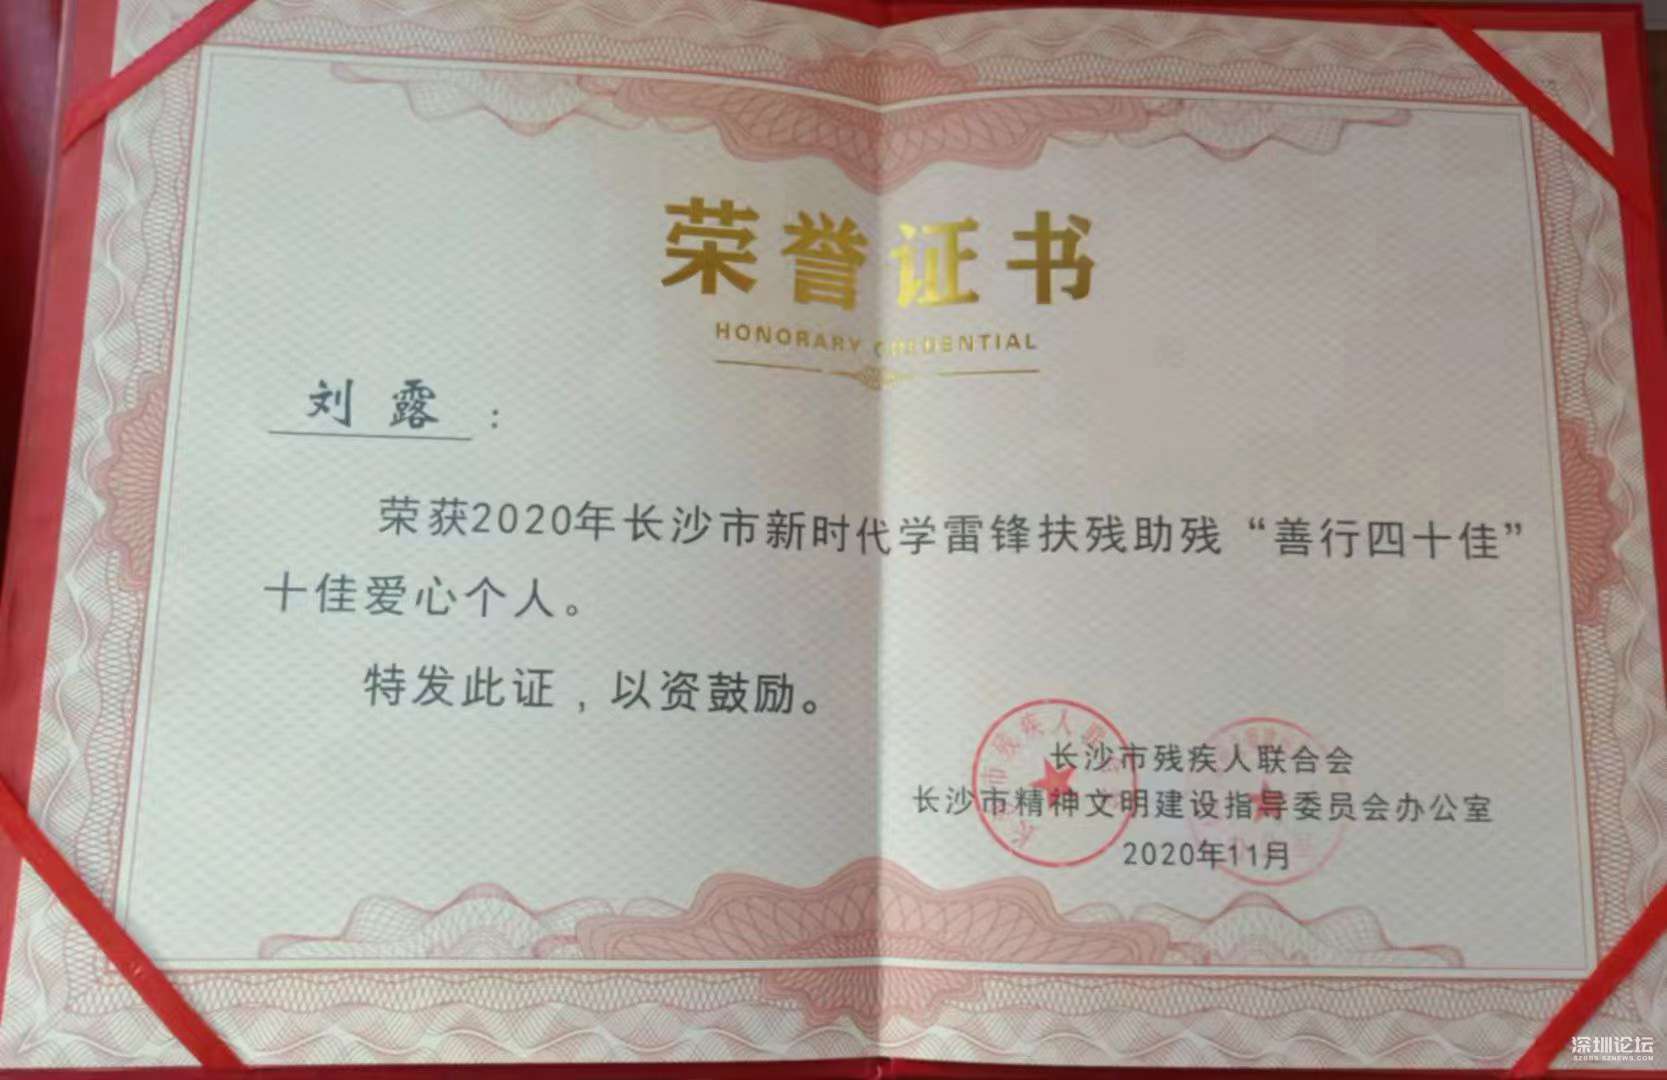 荣誉证书
HONORARY CREDENTIAL
刘露：
荣获2020年长沙市新时代学雷锋扶残助残“善行四十佳”
十佳爱心个人。
特发此证，以资鼓励。
长沙市残疾人联合会
长沙市精神文明建设指导委员会办公室
2020年11月
深圳论坛
SZBBS.SZNEWS.COM